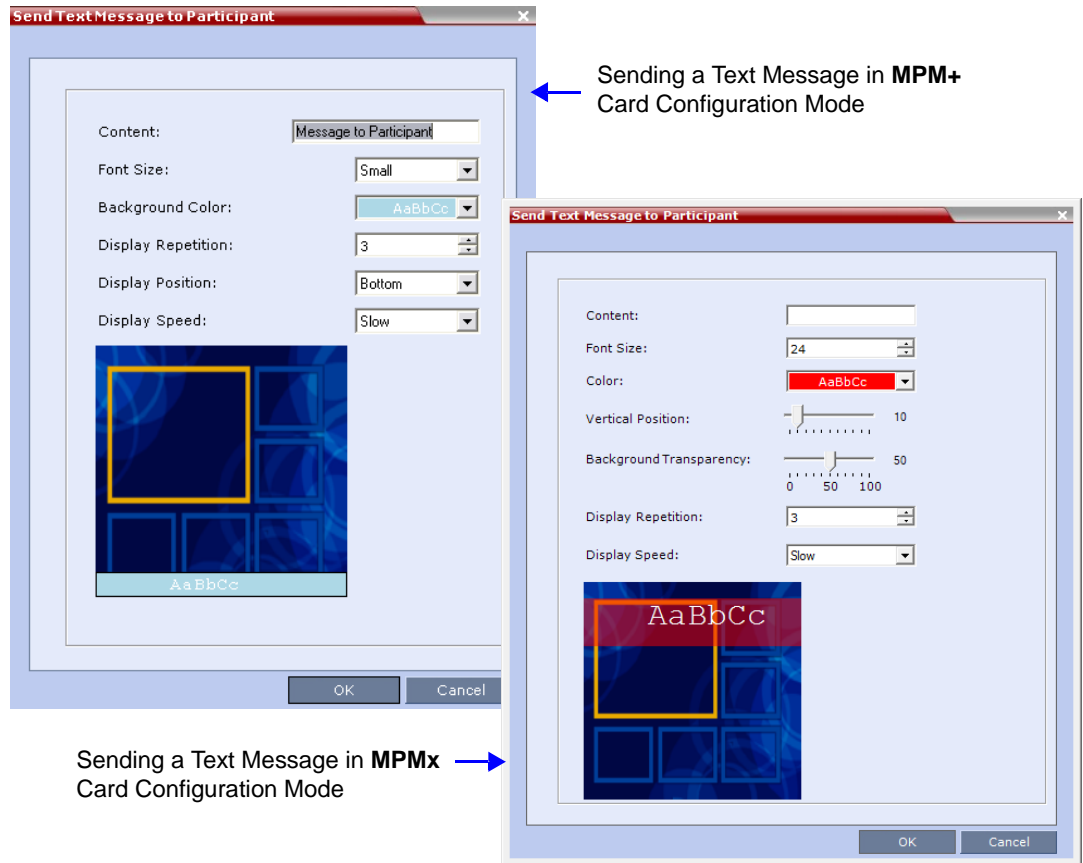 Send Text Message to Participant
Sending a Text Message in MPM+
Card Configuration Mode
Content: Message to Participant
Font Size: Small
Background Color: AaBbCc
Display Repetition: 3
Display Position: Bottom
Display Speed: Slow
AaBbCc
OK Cancel
Send Text Message to Participant
Content:
Font Size: 24
Color: AaBbCc
Vertical Position: 10
Background Transparency: 50
0 50 100
Display Repetition: 3
Display Speed: Slow
AaBbCc
OK Cancel
Sending a Text Message in MPMx
Card Configuration Mode